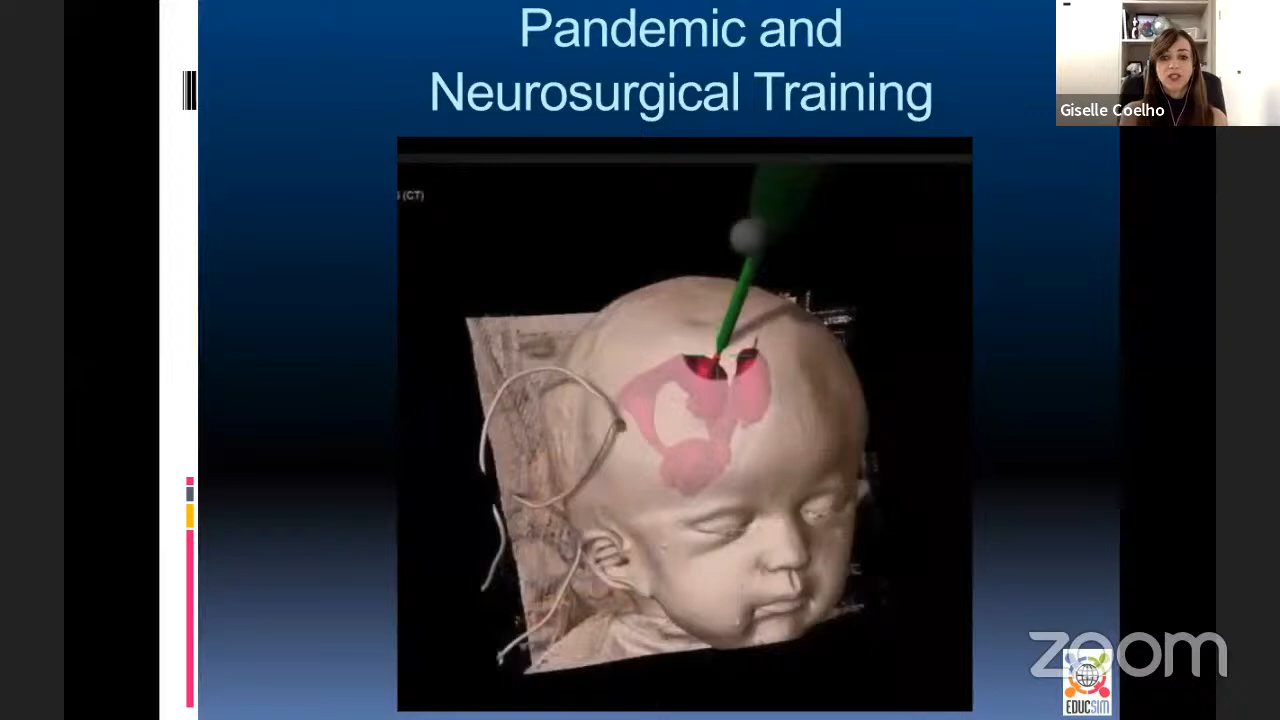 Pandemic and
Neurosurgical Training
Giselle Coelho
(CT)
zoom
EDUCSIM